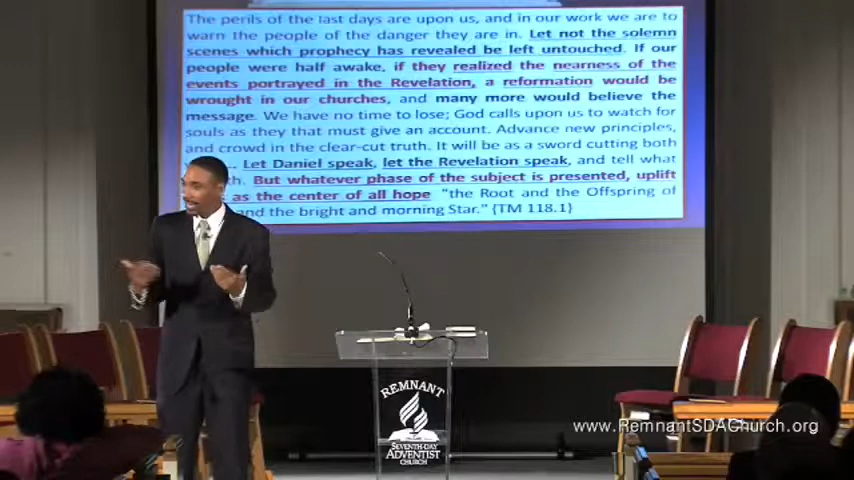 The perils of the last days are upon us, and in our work we are to
warn the people of the danger they are in. Let not the solemn
scenes which prophecy has revealed be left untouched. If our
people were half awake, if they realized the nearness of the
events portrayed in the Revelation, a reformation would be
wrought in our churches, and many more would believe the
message. We have no time to lose; God calls upon us to watch for
souls as they that must give an account. Advance new principles,
and crowd in the clear-cut truth. It will be as a sword cutting both
Let Daniel speak, let the Revelation speak, and tell what
But whatever phase of the subject is presented, uplift
as the center of all hope "the Root and the Offspring of
and the bright and morning Star." {TM 118.1}
REMNANT
SEVENTH-DAY
ADVENTIST
CHURCH
www.RemnantSDAChurch.org